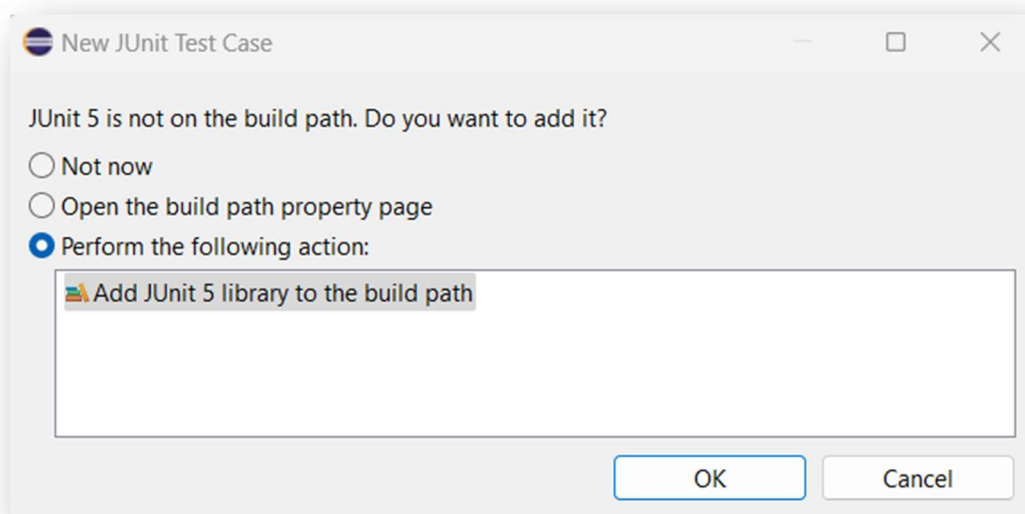 New JUnit Test Case
JUnit 5 is not on the build path. Do you want to add it?
Not now
Open the build path property page
Perform the following action:
Add JUnit 5 library to the build path
OK
Cancel